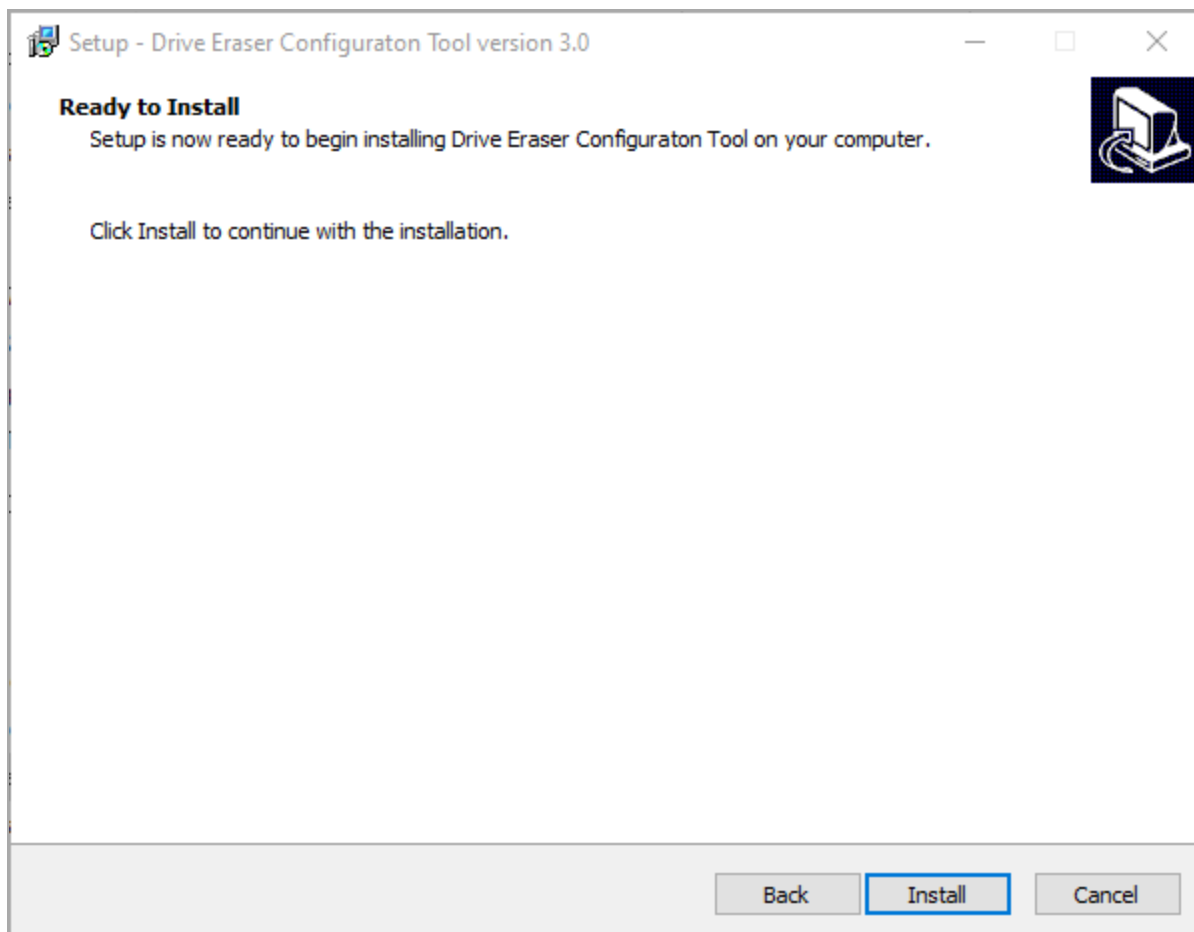 Setup - Drive Eraser Configuraton Tool version 3.0
Ready to Install
Setup is now ready to begin installing Drive Eraser Configuraton Tool on your computer.
Click Install to continue with the installation.
Back
Install
Cancel